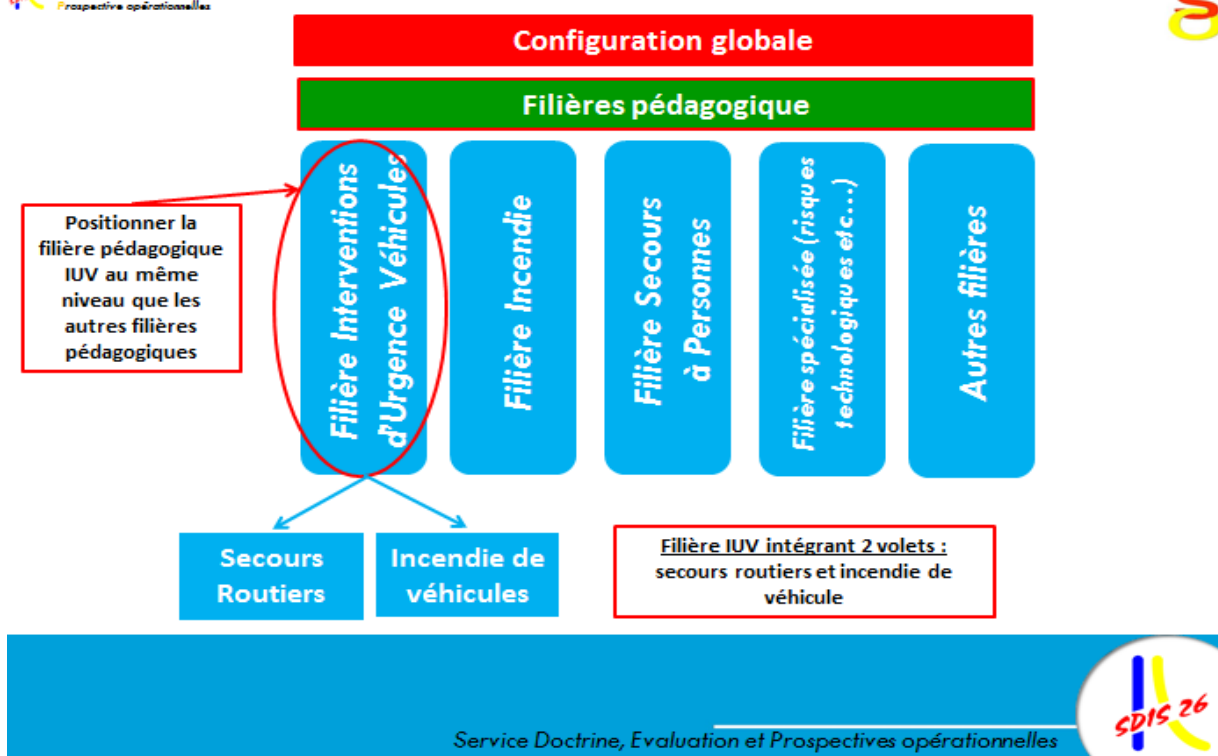 Prospective opérationnelles
Configuration globale
Filières pédagogique
Positionner la
filière pédagogique
IUV au même
niveau que les
autres filières
pédagogiques
Filière Interventions
d'Urgence Véhicules
Filière Incendie
Filière Secours
à Personnes
Filière spécialisée (risques
technologiques etc...)
Autres filières
Secours
Routiers
Incendie de
véhicules
Filière IUV intégrant 2 volets :
secours routiers et incendie de
véhicule
SDIS 26
Service Doctrine, Evaluation et Prospectives opérationnelles